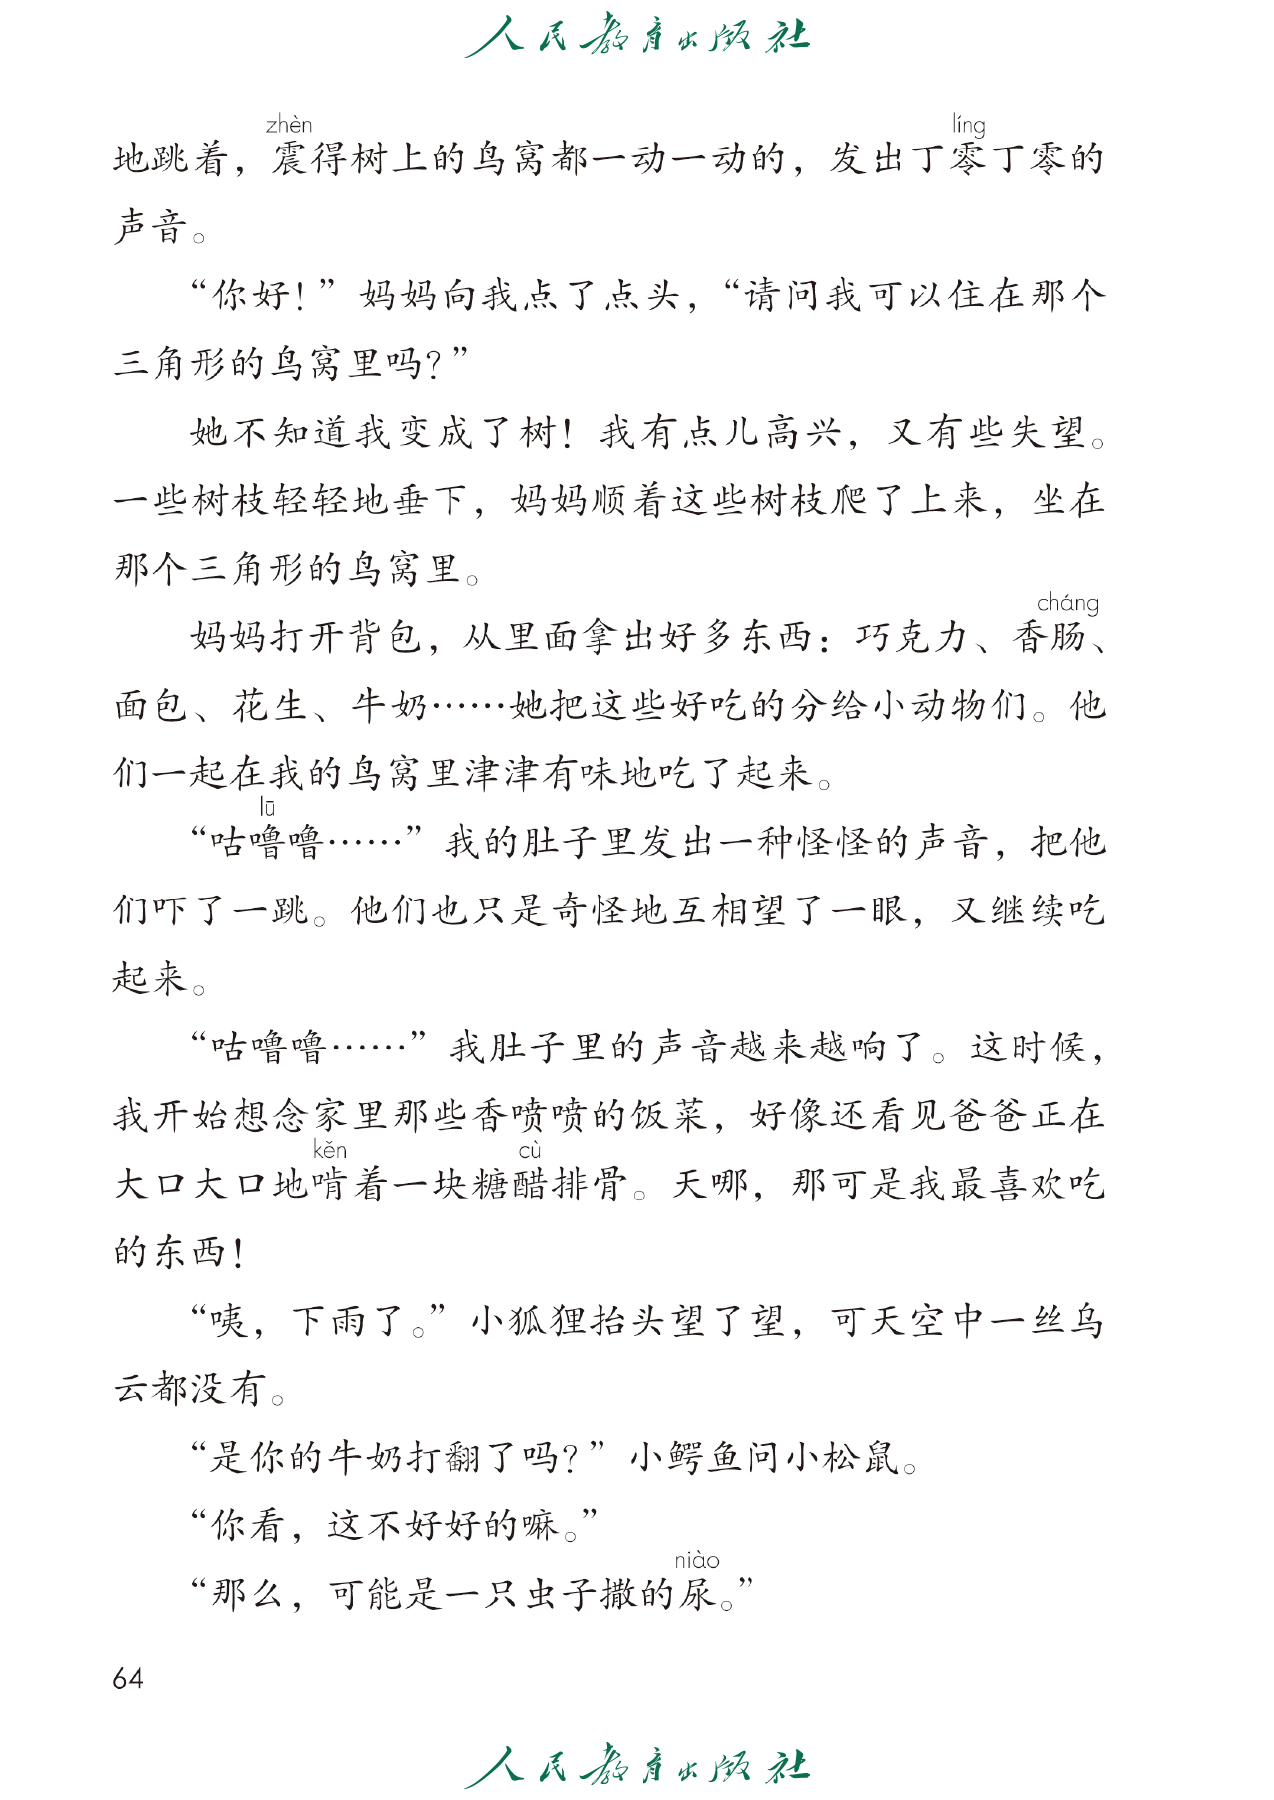 人民教育出版社
zhèn líng
地跳着，震得树上的鸟窝都一动一动的，发出丁零丁零的
声音。
“你好！”妈妈向我点了点头，“请问我可以住在那个
三角形的鸟窝里吗？”
她不知道我变成了树！我有点儿高兴，又有些失望。
一些树枝轻轻地垂下，妈妈顺着这些树枝爬了上来，坐在
那个三角形的鸟窝里。
cháng
妈妈打开背包，从里面拿出好多东西：巧克力、香肠、
面包、花生、牛奶……她把这些好吃的分给小动物们。他
们一起在我的鸟窝里津津有味地吃了起来。
lū
“咕噜噜……”我的肚子里发出一种怪怪的声音，把他
们吓了一跳。他们也只是奇怪地互相望了一眼，又继续吃
起来。
“咕噜噜……”我肚子里的声音越来越响了。这时候，
我开始想念家里那些香喷喷的饭菜，好像还看见爸爸正在
kěn cù
大口大口地啃着一块糖醋排骨。天哪，那可是我最喜欢吃
的东西！
“咦，下雨了。”小狐狸抬头望了望，可天空中一丝乌
云都没有。
“是你的牛奶打翻了吗？”小鳄鱼问小松鼠。
“你看，这不好好的嘛。”
niào
“那么，可能是一只虫子撒的尿。”
64
人民教育出版社